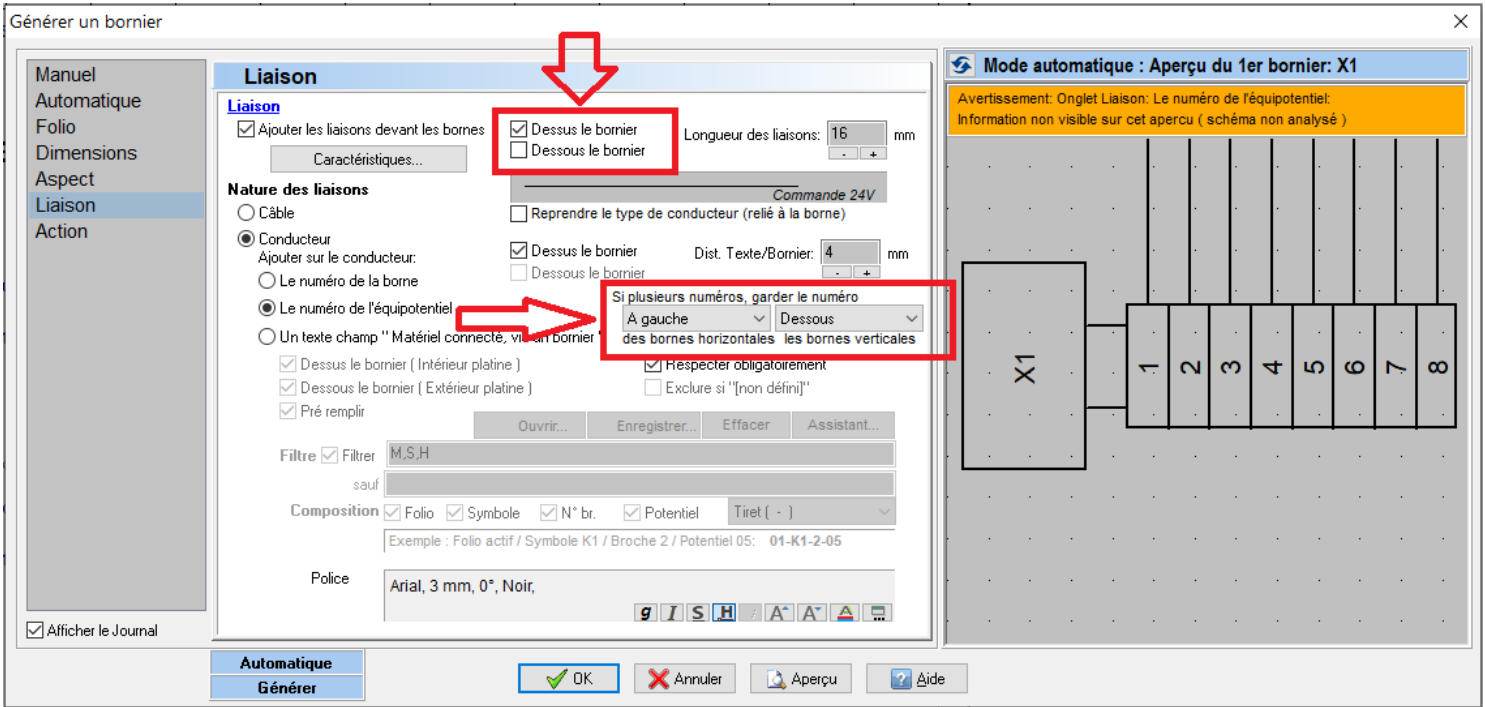 Générer un bornier
Manuel
Automatique
Folio
Dimensions
Aspect
Liaison
Action
Afficher le Journal
Liaison
Liaison
Ajouter les liaisons devant les bornes
Dessus le bornier
Dessous le bornier
Longueur des liaisons: 16 mm
- +
Caractéristiques...
Nature des liaisons
Commande 24V
Câble
Reprendre le type de conducteur (relié à la borne)
Conducteur
Ajouter sur le conducteur:
Dessus le bornier
Dist. Texte/Bornier: 4 mm
Dessous le bornier
- +
Le numéro de la borne
Si plusieurs numéros, garder le numéro
Le numéro de l'équipotentiel
A gauche Dessous
Un texte champ " Matériel connecté, via un bornier "
des bornes horizontales les bornes verticales
Dessus le bornier ( Intérieur platine )
Respecter obligatoirement
Dessous le bornier ( Extérieur platine )
Exclure si "[non défini]"
Pré remplir
Ouvrir... Enregistrer... Effacer Assistant...
Filtre Filtrer M,S,H
sauf
Composition Folio Symbole N° br. Potentiel Tiret ( - )
Exemple : Folio actif / Symbole K1 / Broche 2 / Potentiel 05: 01-K1-2-05
Police
Arial, 3 mm, 0°, Noir,
g I S H A A A
Automatique
Générer
OK Annuler Aperçu Aide
Mode automatique : Aperçu du 1er bornier: X1
Avertissement: Onglet Liaison: Le numéro de l'équipotentiel:
Information non visible sur cet apercu ( schéma non analysé )
X1
1 2 3 4 5 6 7 8